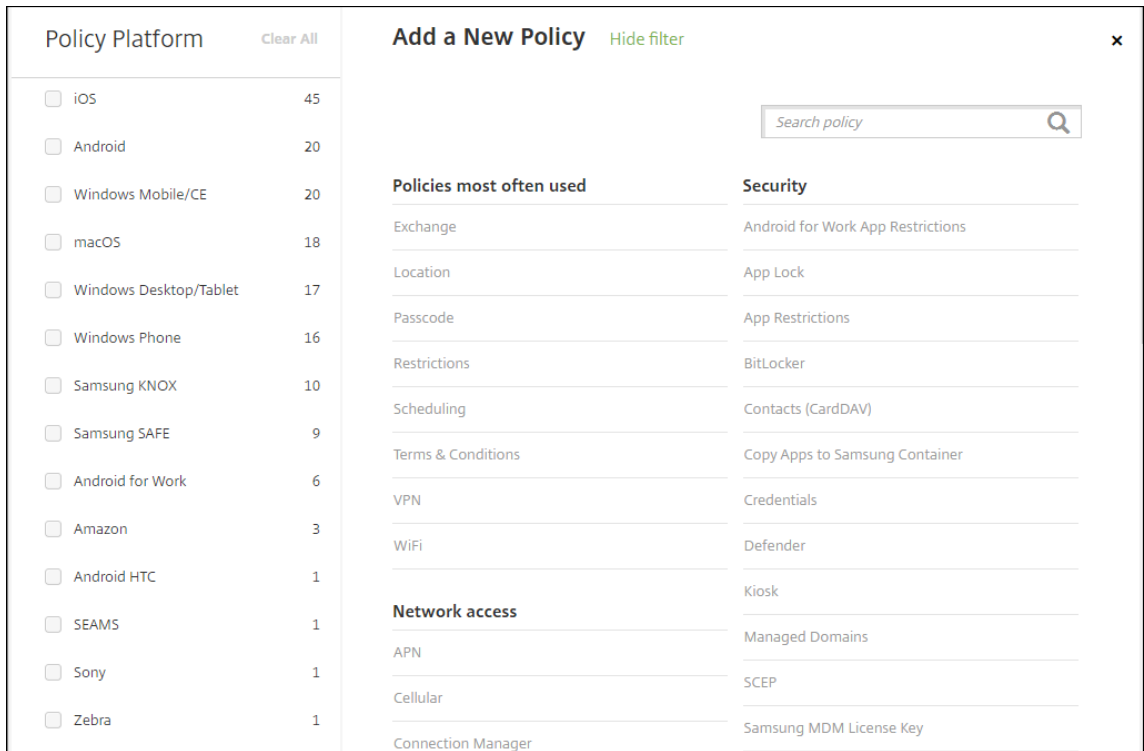 Policy Platform
Clear All
iOS 45
Android 20
Windows Mobile/CE 20
macOS 18
Windows Desktop/Tablet 17
Windows Phone 16
Samsung KNOX 10
Samsung SAFE 9
Android for Work 6
Amazon 3
Android HTC 1
SEAMS 1
Sony 1
Zebra 1
Add a New Policy
Hide filter
×
Search policy
Policies most often used
Exchange
Location
Passcode
Restrictions
Scheduling
Terms & Conditions
VPN
WiFi
Network access
APN
Cellular
Connection Manager
Security
Android for Work App Restrictions
App Lock
App Restrictions
BitLocker
Contacts (CardDAV)
Copy Apps to Samsung Container
Credentials
Defender
Kiosk
Managed Domains
SCEP
Samsung MDM License Key